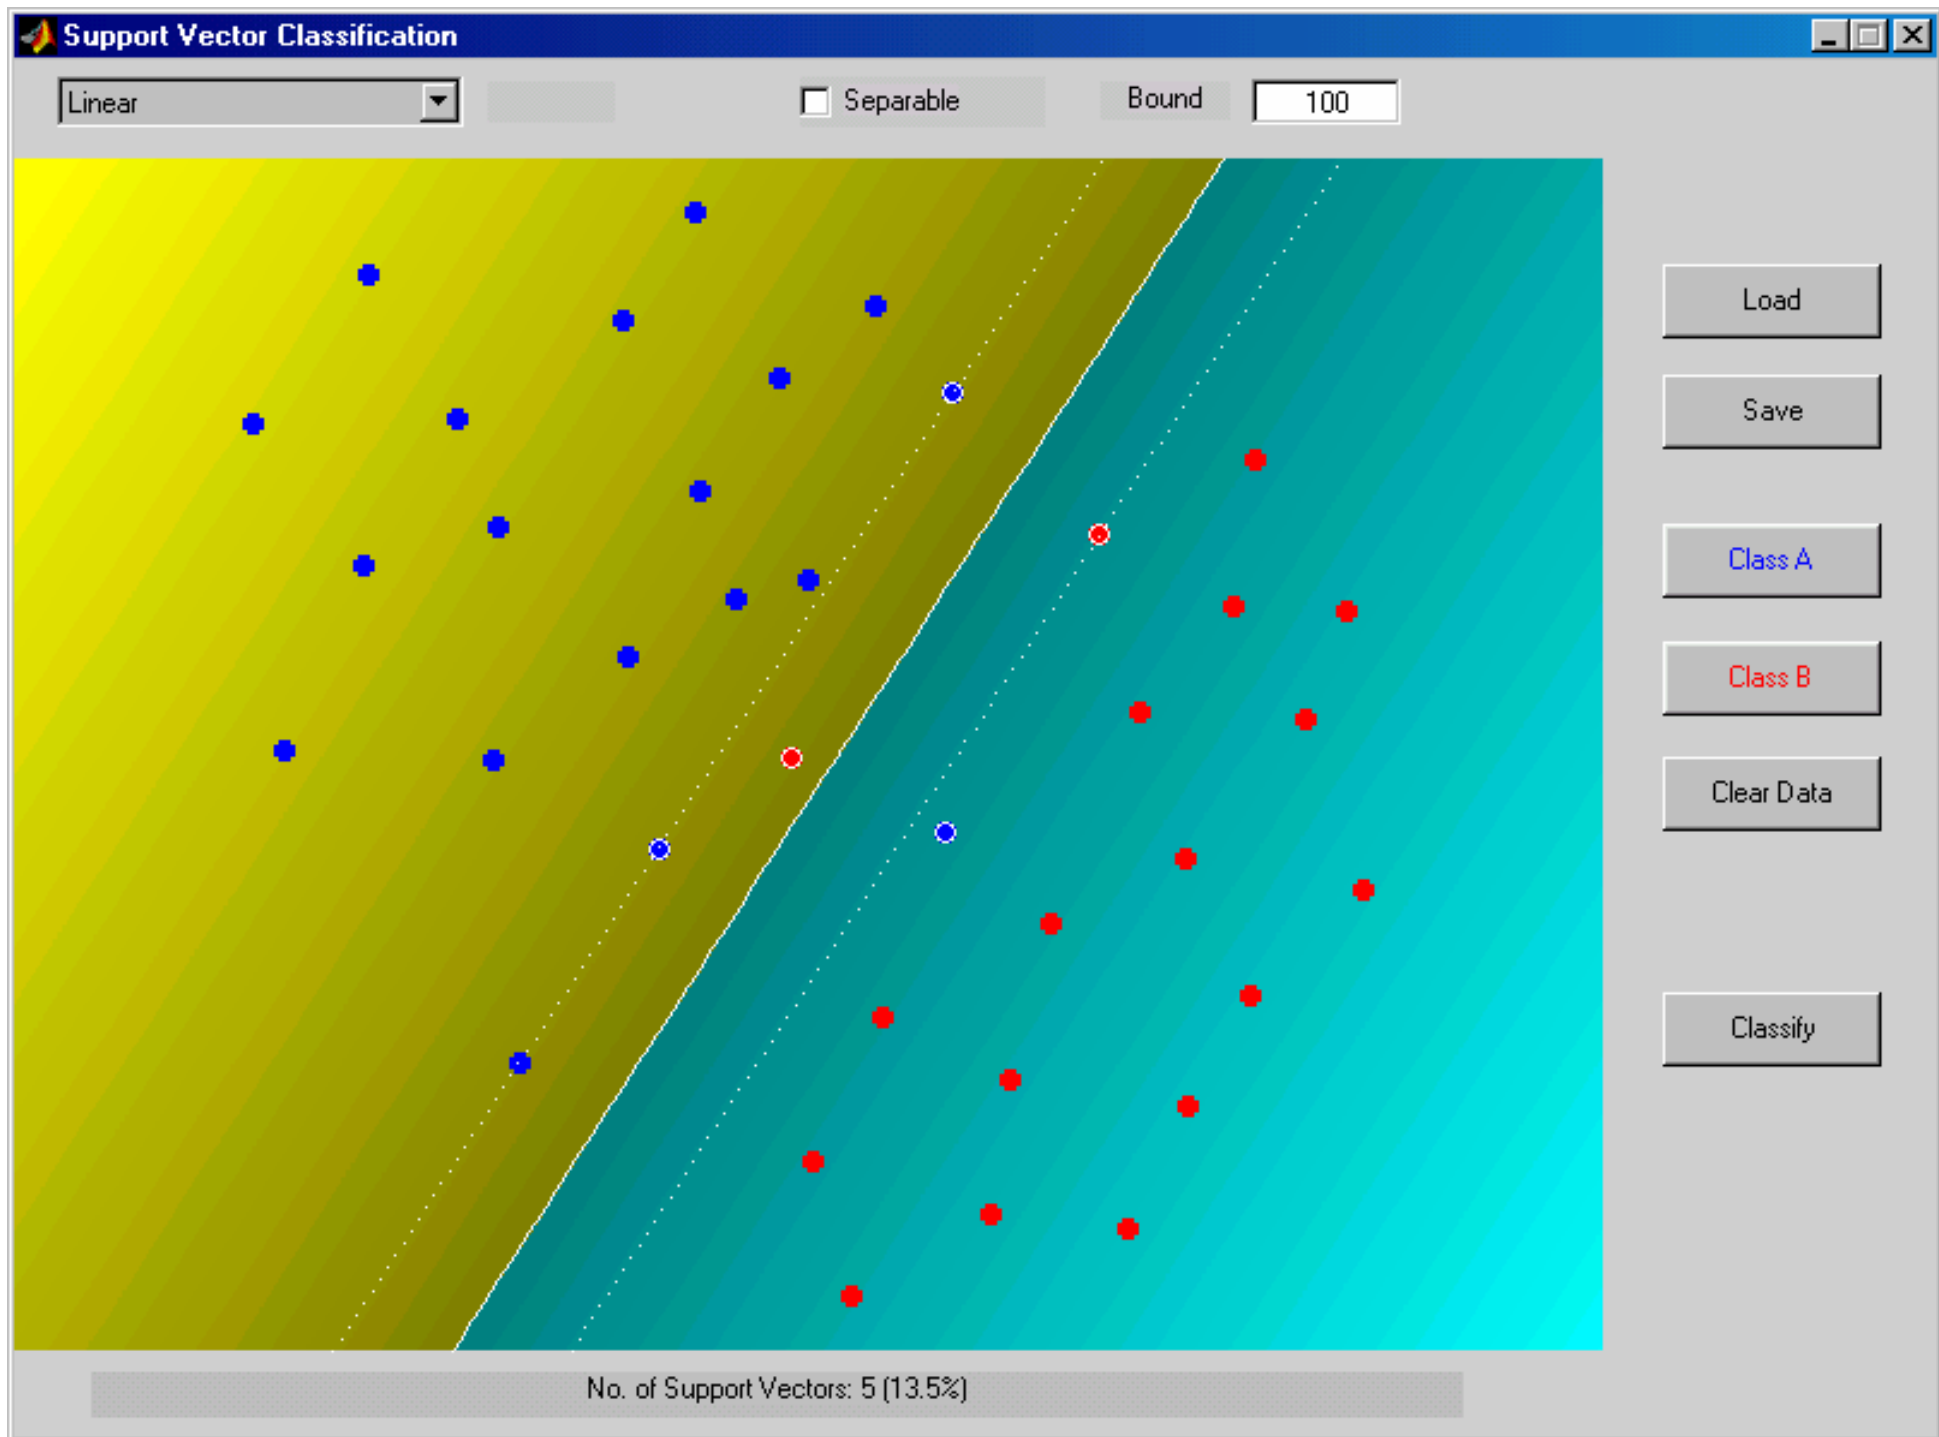 Support Vector Classification
Linear
Separable
Bound
100
Load
Save
Class A
Class B
Clear Data
Classify
No. of Support Vectors: 5 (13.5%)